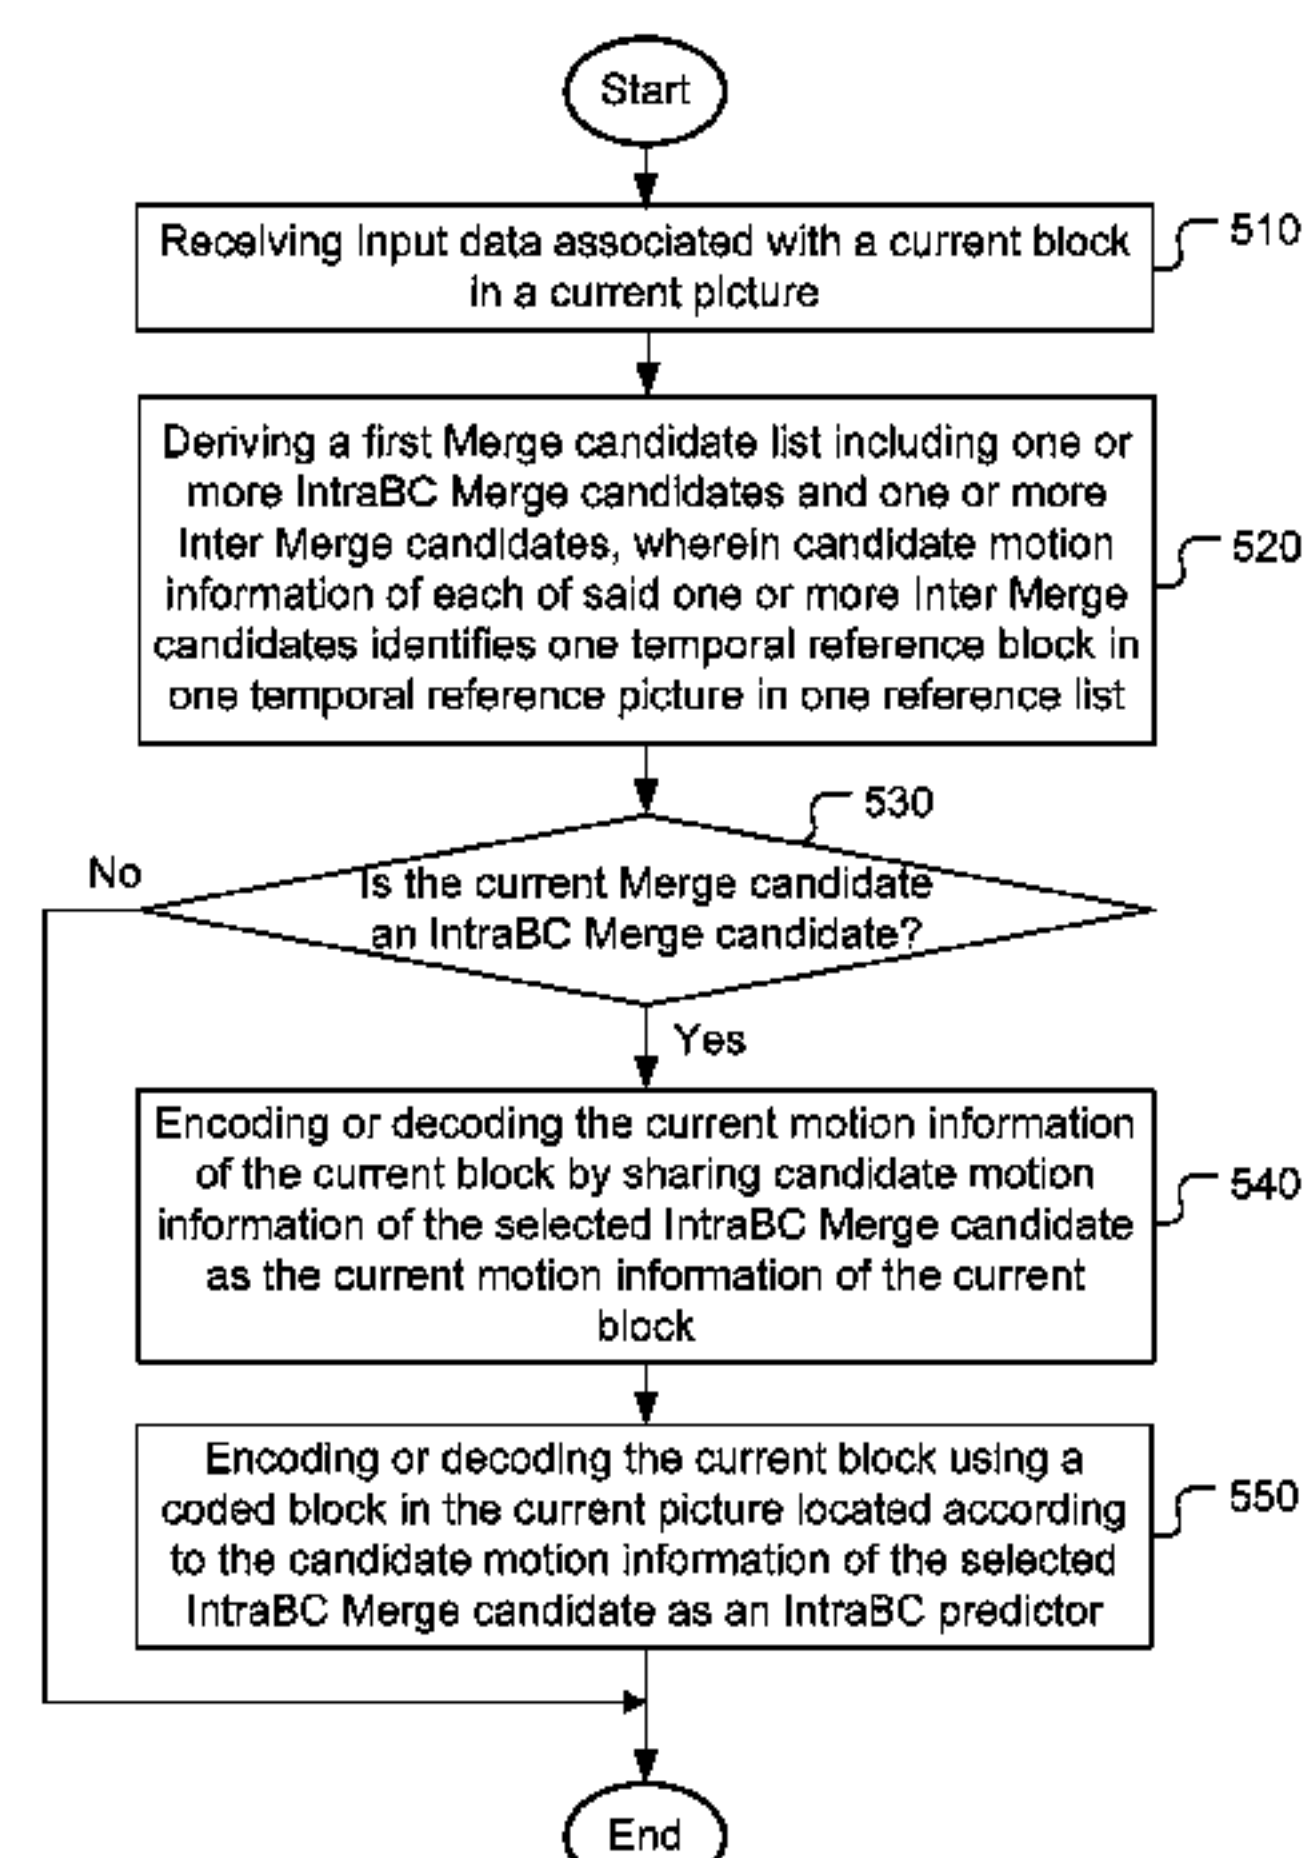 Start
Receiving Input data associated with a current block
in a current picture
510
Deriving a first Merge candidate list including one or
more IntraBC Merge candidates and one or more
Inter Merge candidates, wherein candidate motion
information of each of said one or more Inter Merge
candidates identifies one temporal reference block in
one temporal reference picture in one reference list
520
530
No
Is the current Merge candidate
an IntraBC Merge candidate?
Yes
Encoding or decoding the current motion information
of the current block by sharing candidate motion
information of the selected IntraBC Merge candidate
as the current motion information of the current
block
540
Encoding or decoding the current block using a
coded block in the current picture located according
to the candidate motion information of the selected
IntraBC Merge candidate as an IntraBC predictor
550
End